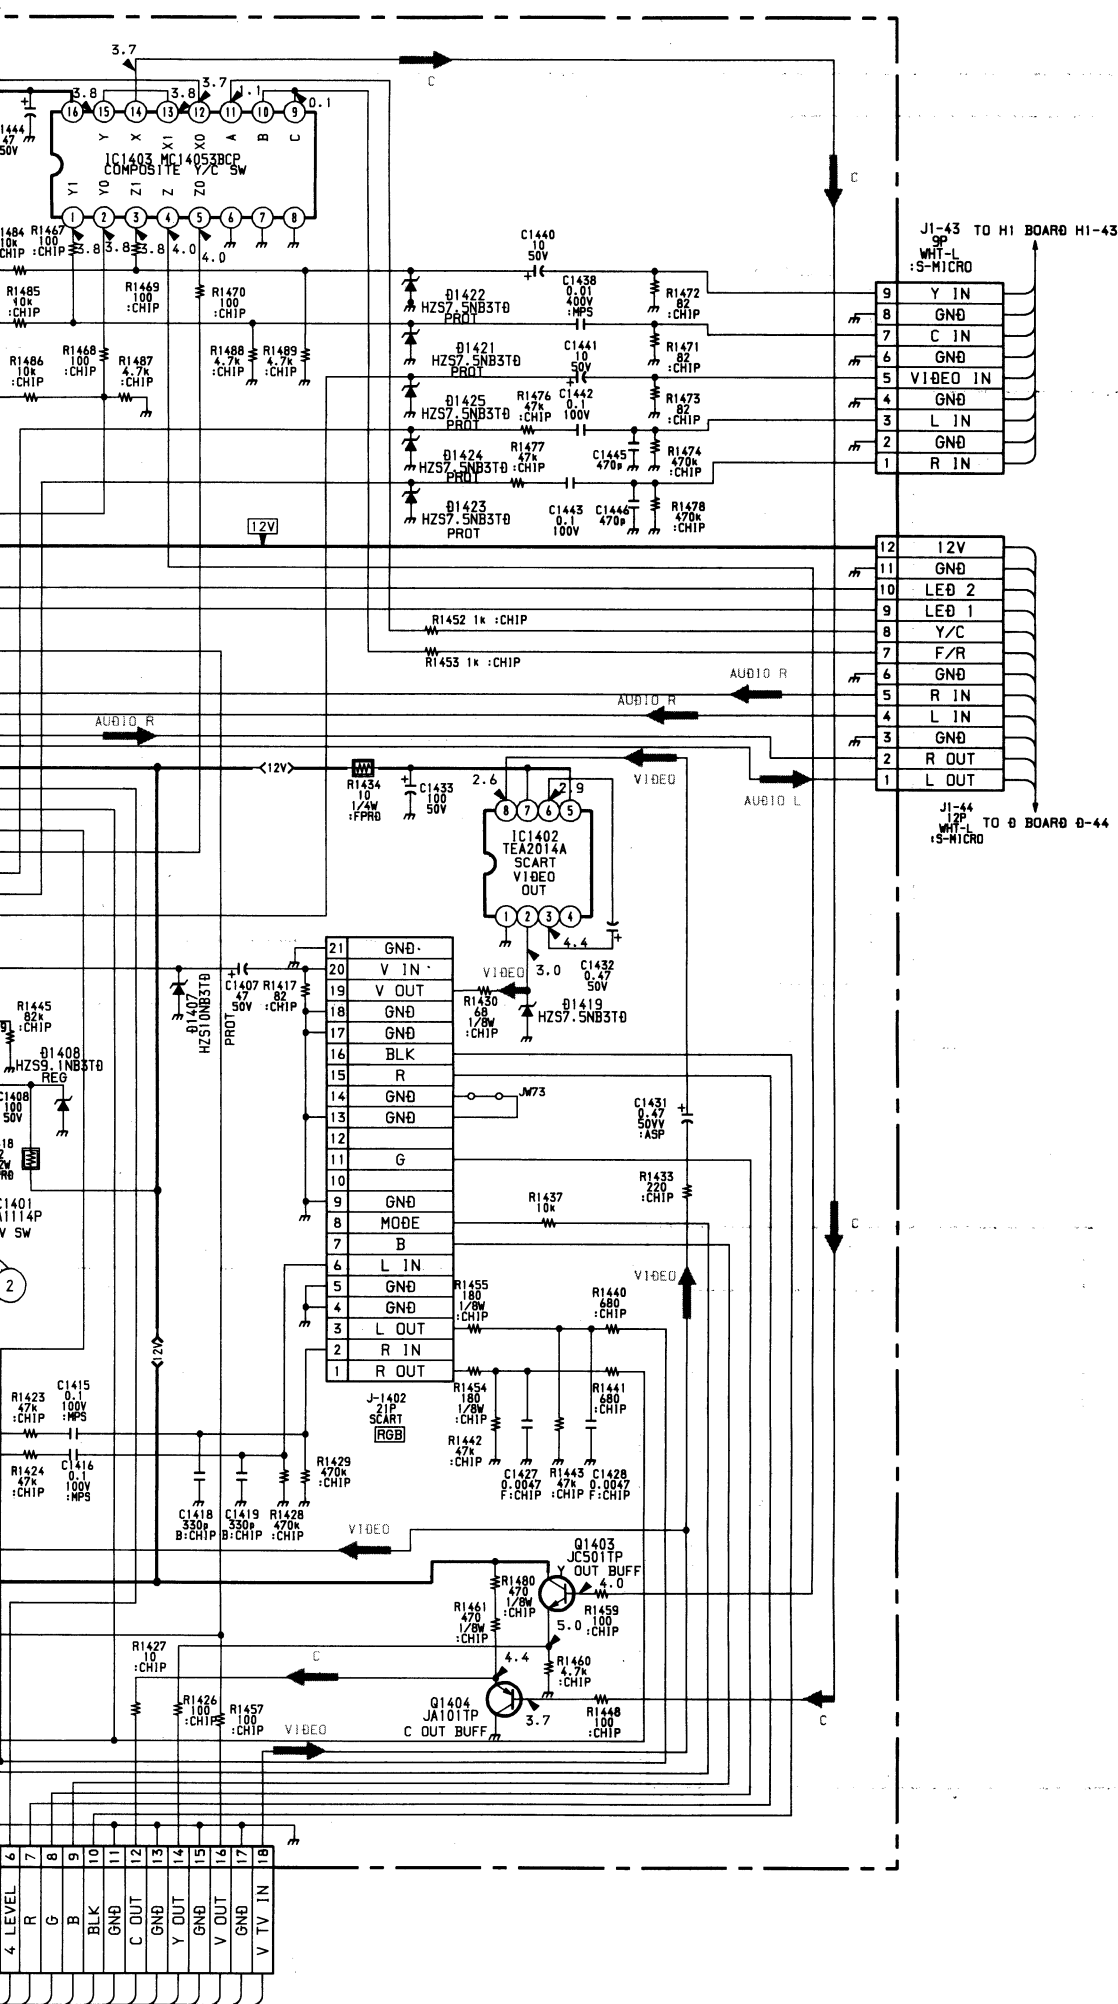 3.7
C
3.8
3.8
3.7
1.1
0.1
16 15 14 13 12 11 10 9
Y X X1 X0 A B C
IC1403 MC14053BCP
COMPOSITE Y/C SW
Y1 Y0 Z1 Z Z0
1 2 3 4 5 6 7 8
47
50V
C
3.8 3.8 3.8 4.0 4.0
10k
:CHIP
R1467
100
:CHIP
R1485
10k
:CHIP
R1469
100
:CHIP
R1470
100
:CHIP
R1486
10k
:CHIP
R1468
100
:CHIP
R1487
4.7k
:CHIP
R1488
4.7k
:CHIP
R1489
4.7k
:CHIP
C1440
10
50V
C1438
0.01
400V
:MPS
D1422
HZS7.5NB3TD
PROT
R1472
82
:CHIP
D1421
HZS7.5NB3TD
PROT
C1441
10
50V
R1471
82
:CHIP
D1425
HZS7.5NB3TD
PROT
R1476
47k
:CHIP
C1442
0.1
100V
R1473
82
:CHIP
D1424
HZS7.5NB3TD
PROT
R1477
47k
:CHIP
C1445
470p
R1474
470k
:CHIP
D1423
HZS7.5NB3TD
PROT
C1443
0.1
100V
C1446
470p
R1478
470k
:CHIP
J1-43
9P
WHT-L
:S-MICRO
TO H1 BOARD H1-43
9 Y IN
8 GND
7 C IN
6 GND
5 VIDEO IN
4 GND
3 L IN
2 GND
1 R IN
12V
12 12V
11 GND
10 LED 2
9 LED 1
8 Y/C
7 F/R
6 GND
5 R IN
4 L IN
3 GND
2 R OUT
1 L OUT
J1-44
12P
WHT-L
:S-MICRO
TO D BOARD D-44
R1452 1k :CHIP
R1453 1k :CHIP
AUDIO R
AUDIO R
AUDIO R
AUDIO L
VIDEO
12V
R1434
10
1/4W
:FPRD
C1433
100
50V
2.6
2.9
8 7 6 5
IC1402
TEA2014A
SCART
VIDEO
OUT
1 2 3 4
4.4
3.0
VIDEO
C1432
0.47
50V
D1419
HZS7.5NB3TD
R1430
68
1/8W
:CHIP
21 GND
20 V IN
19 V OUT
18 GND
17 GND
16 BLK
15 R
14 GND
13 GND
12
11 G
10
9 GND
8 MODE
7 B
6 L IN
5 GND
4 GND
3 L OUT
2 R IN
1 R OUT
J-1402
21P
SCART
RGB
JW73
D1407
HZS10NB3TD
PROT
C1407
47
50V
R1417
82
:CHIP
R1445
82k
:CHIP
D1408
HZS9.1NB3TD
REG
C1408
100
50V
V SW
2
12V
C1431
0.47
50VV
:ASP
R1433
220
:CHIP
R1437
10k
C
VIDEO
R1455
180
1/8W
:CHIP
R1440
680
:CHIP
R1454
180
1/8W
:CHIP
R1441
680
:CHIP
R1442
47k
:CHIP
C1427
0.0047
F:CHIP
R1443
47k
:CHIP
C1428
0.0047
F:CHIP
R1423
47k
:CHIP
C1415
0.1
100V
:MPS
R1424
47k
:CHIP
C1416
0.1
100V
:MPS
C1418
330p
B:CHIP
C1419
330p
B:CHIP
R1428
470k
:CHIP
R1429
470k
:CHIP
VIDEO
Q1403
JC501TP
Y OUT BUFF
4.0
R1480
470
1/8W
:CHIP
R1459
100
:CHIP
R1461
470
1/8W
:CHIP
5.0
R1460
4.7k
:CHIP
4.4
Q1404
JA101TP
C OUT BUFF
3.7
R1448
100
:CHIP
C
C
R1427
10
:CHIP
R1426
100
:CHIP
R1457
100
:CHIP
VIDEO
6 4 LEVEL
7 R
8 G
9 B
10 BLK
11 GND
12 C OUT
13 GND
14 Y OUT
15 GND
16 V OUT
17 GND
18 V TV IN